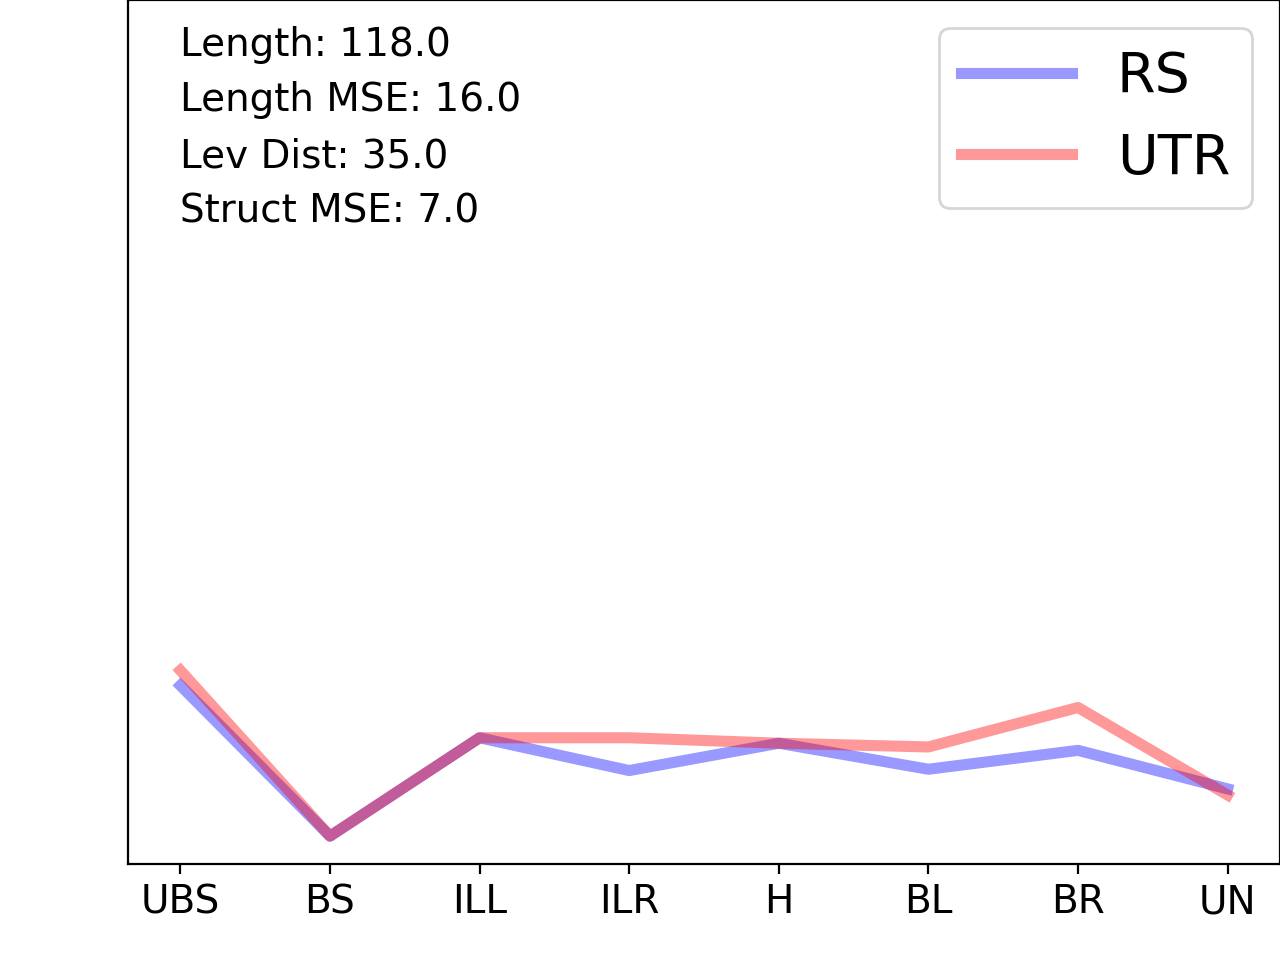 Length: 118.0
Length MSE: 16.0
Lev Dist: 35.0
Struct MSE: 7.0
RS
UTR
UBS BS ILL ILR H BL BR UN